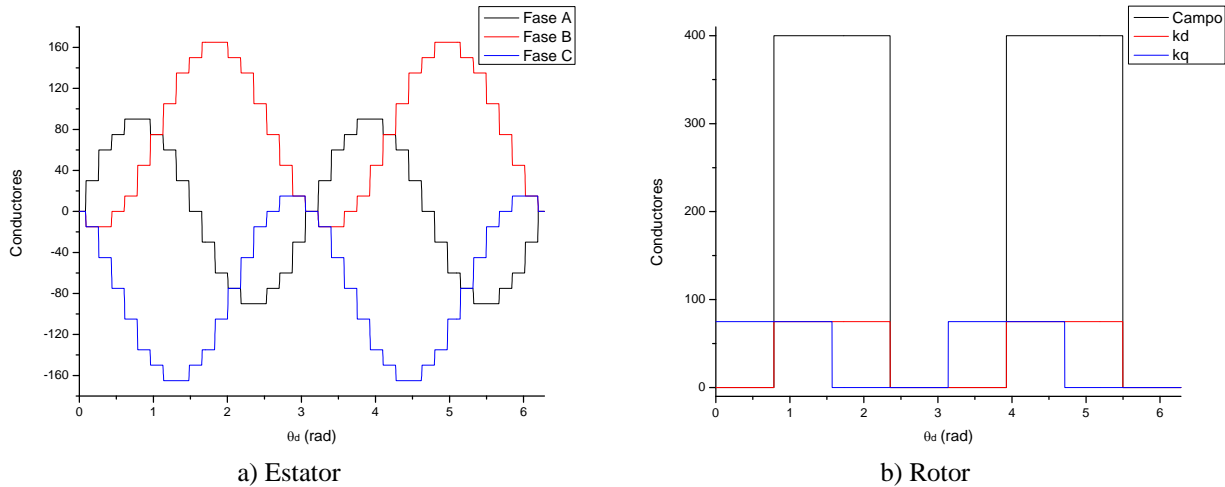 Fase A
Fase B
Fase C
160
120
80
40
0
-40
-80
-120
-160
Conductores
0 1 2 3 4 5 6
θd (rad)
a) Estator
Campo
kd
kq
400
300
200
100
0
Conductores
0 1 2 3 4 5 6
θd (rad)
b) Rotor